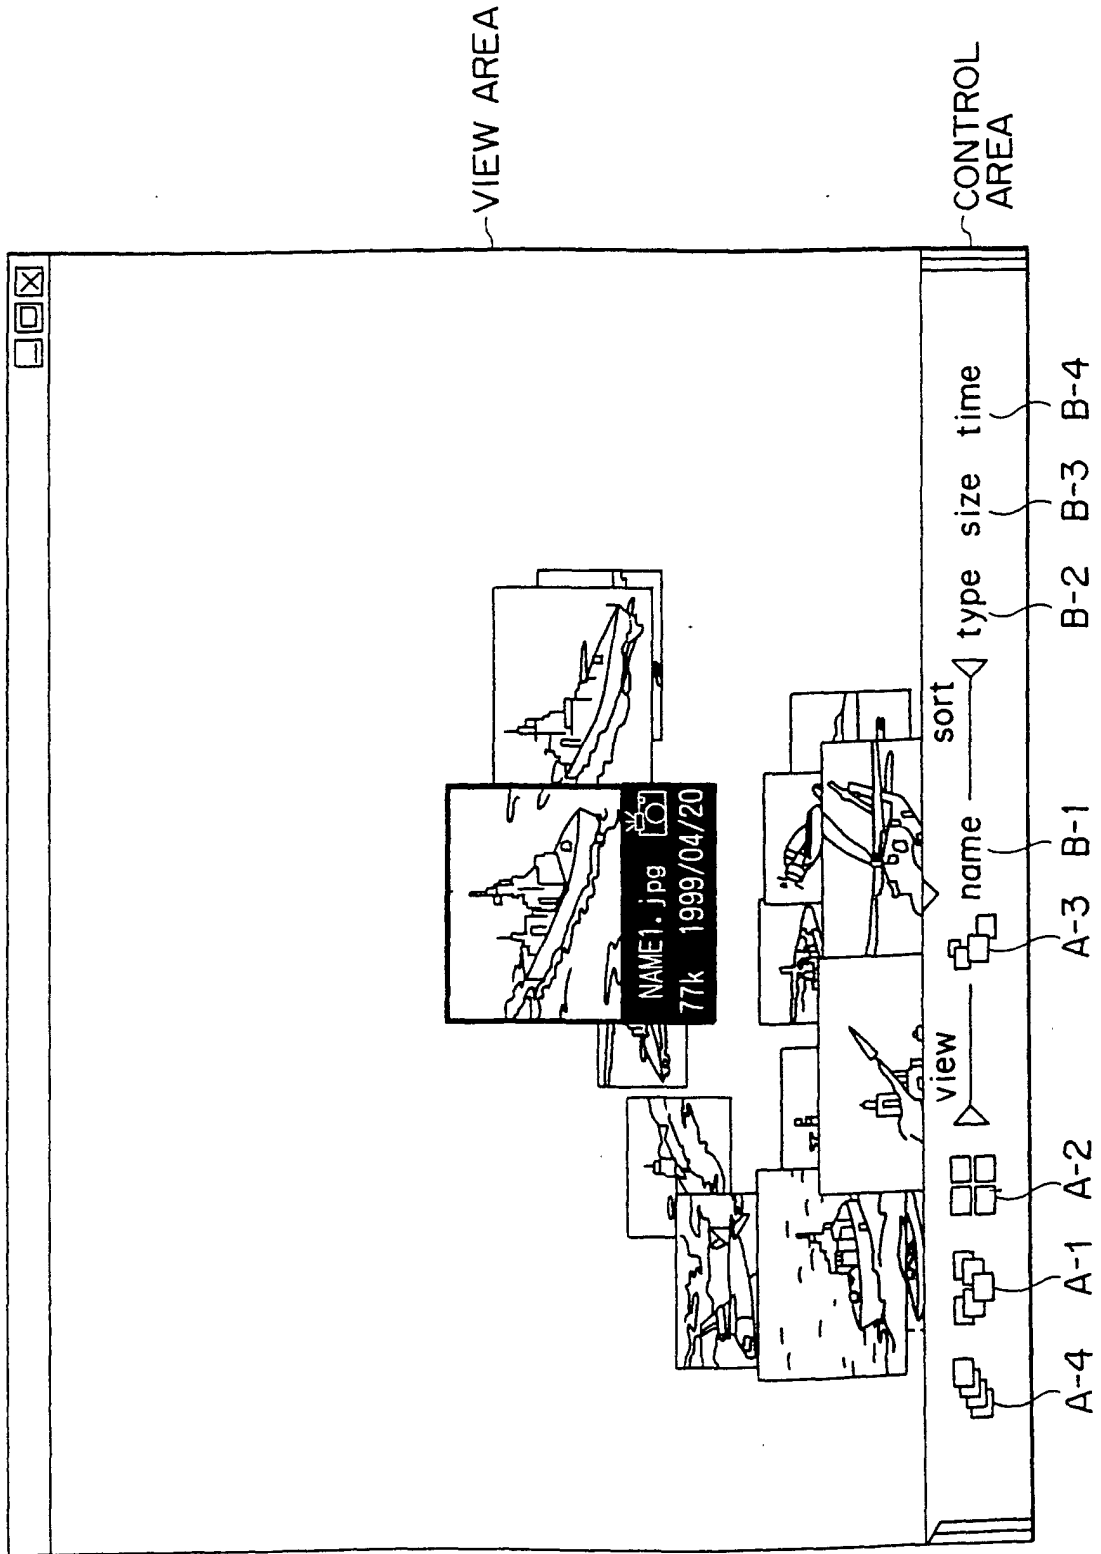 VIEW AREA
NAME1.jpg
77k 1999/04/20
CONTROL
AREA
view
sort
name
type
size
time
A-4
A-1
A-2
A-3
B-1
B-2
B-3
B-4